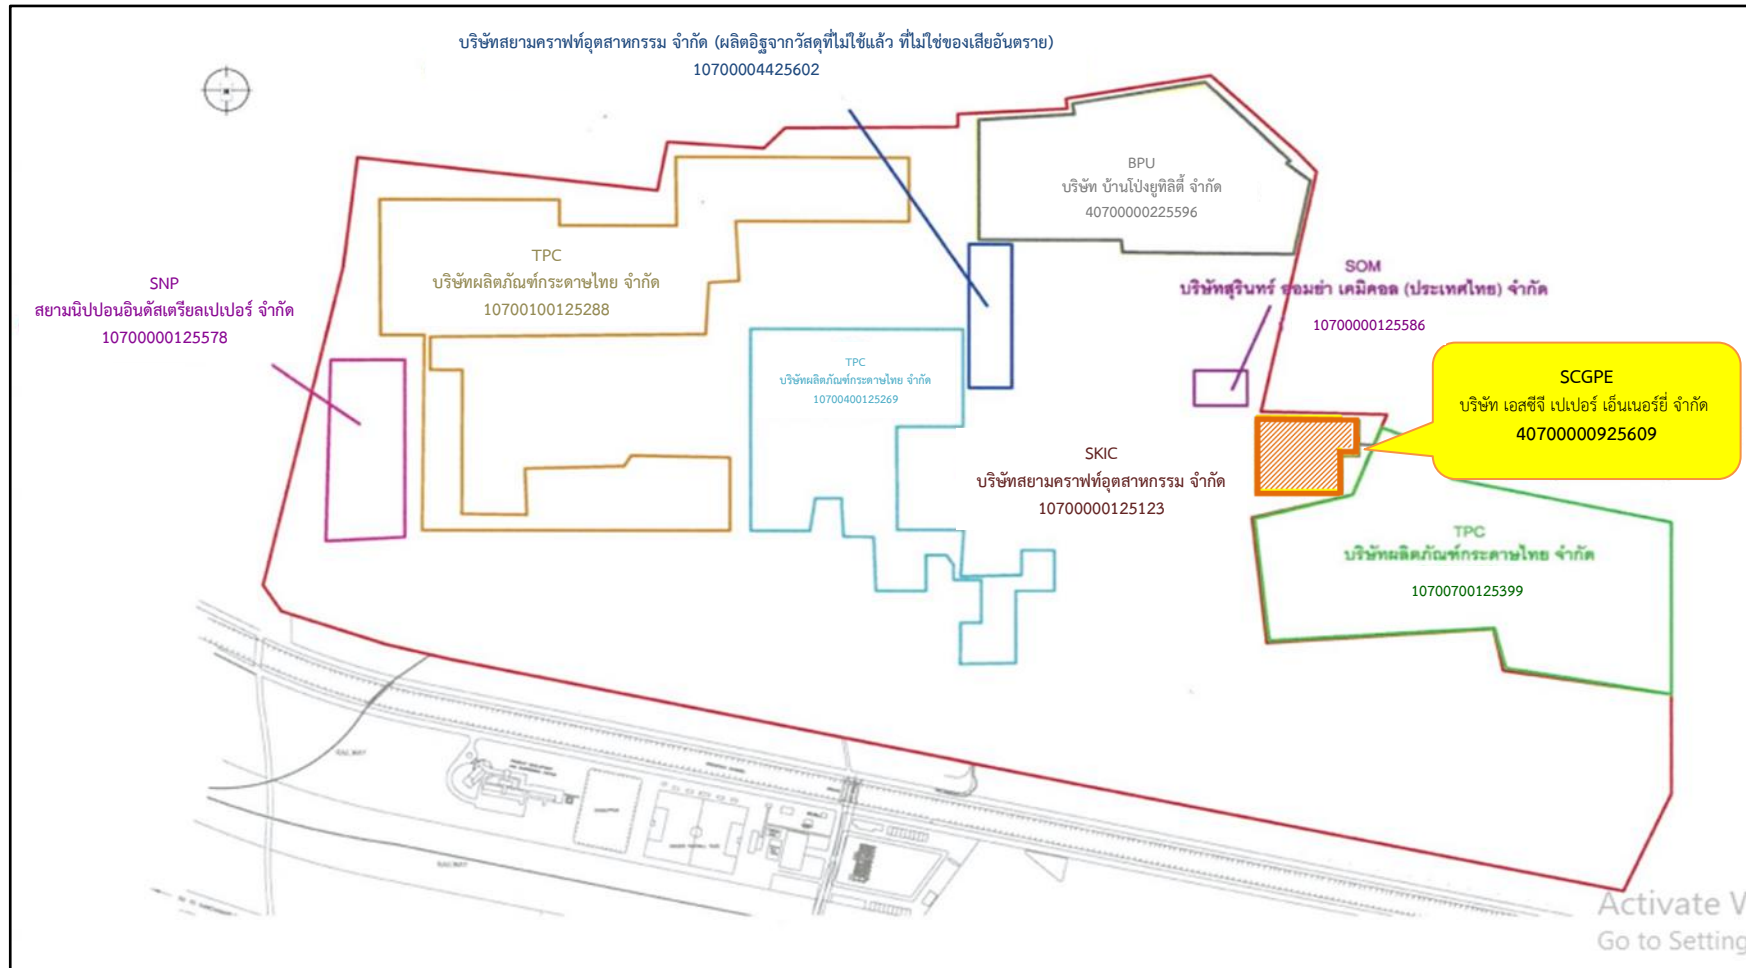 บริษัทสยามคราฟท์อุตสาหกรรม จำกัด (ผลิตอิฐจากวัสดุที่ไม่ใช้แล้ว ที่ไม่ใช่ของเสียอันตราย)
10700004425602
BPU
บริษัท บ้านโป่งยูทิลิตี้ จำกัด
40700000225596
TPC
บริษัทผลิตภัณฑ์กระดาษไทย จำกัด
10700100125288
SNP
สยามนิปปอนอินดัสเตรียลเปเปอร์ จำกัด
10700000125578
SOM
บริษัทสุรินทร์ ออมย่า เคมิคอล (ประเทศไทย) จำกัด
10700000125586
TPC
บริษัทผลิตภัณฑ์กระดาษไทย จำกัด
10700400125269
SCGPE
บริษัท เอสซีจี เปเปอร์ เอ็นเนอร์ยี่ จำกัด
40700000925609
SKIC
บริษัทสยามคราฟท์อุตสาหกรรม จำกัด
10700000125123
TPC
บริษัทผลิตภัณฑ์กระดาษไทย จำกัด
10700700125399
RAILWAY
RAILWAY
Activate V
Go to Setting